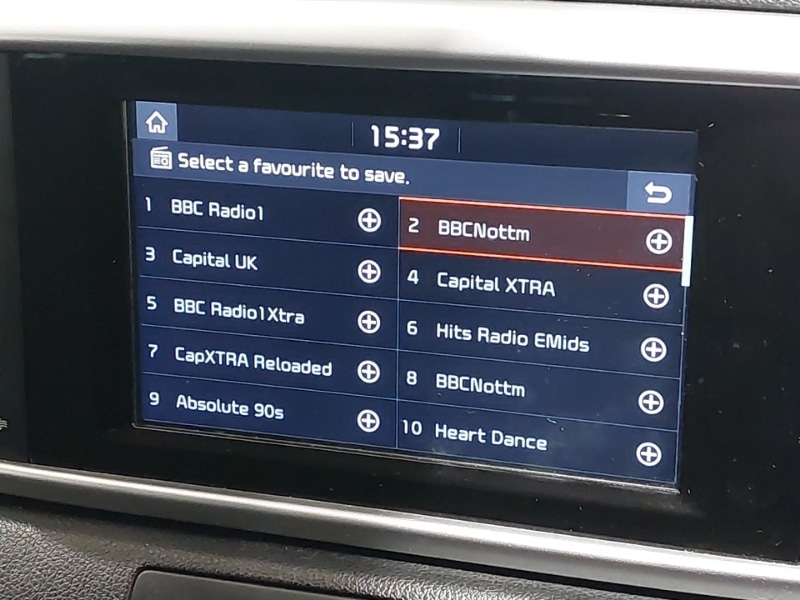 15:37
Select a favourite to save.
1 BBC Radio1
2 BBCNottm
3 Capital UK
4 Capital XTRA
5 BBC Radio1Xtra
6 Hits Radio EMids
7 CapXTRA Reloaded
8 BBCNottm
9 Absolute 90s
10 Heart Dance